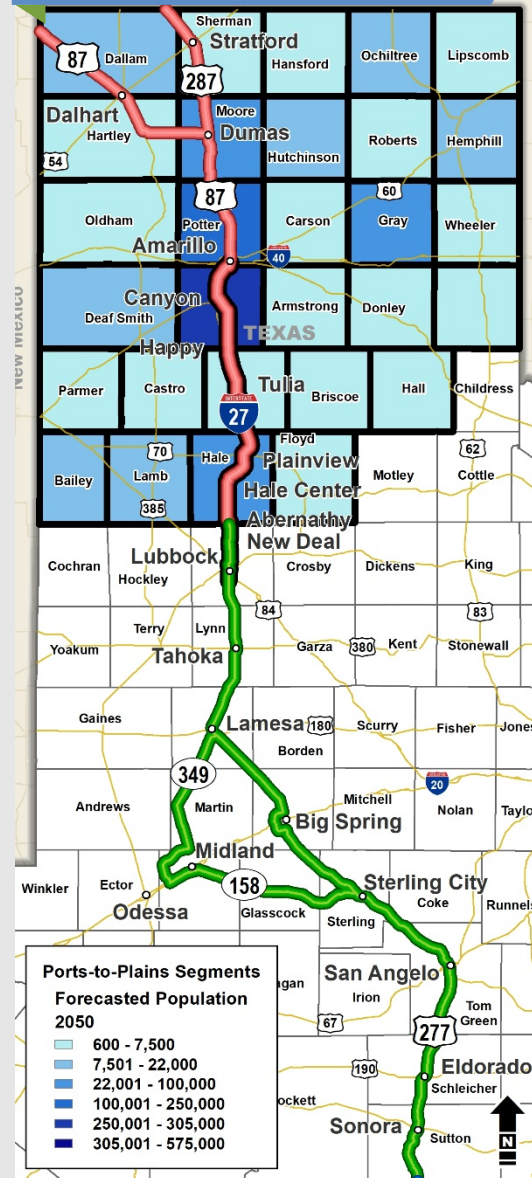 Sherman
Stratford
87
Dallam
Hansford
Ochiltree
Lipscomb
287
Dalhart
Hartley
Moore
Dumas
Hutchinson
Roberts
Hemphill
54
87
60
Oldham
Potter
Carson
Gray
Wheeler
Amarillo
40
Canyon
Deaf Smith
Armstrong
Donley
TEXAS
New Mexico
Happy
Parmer
Castro
Tulia
Briscoe
Hall
Childress
INTERSTATE
27
Floyd
70
Hale
Plainview
62
Bailey
Lamb
Motley
Cottle
Hale Center
385
Abernathy
New Deal
Lubbock
Cochran
Hockley
Crosby
Dickens
King
84
83
Terry
Lynn
Yoakum
Tahoka
Garza
380
Kent
Stonewall
Gaines
Lamesa
180
Scurry
Fisher
Jones
Borden
349
20
Andrews
Martin
Mitchell
Nolan
Taylo
Big Spring
Midland
Winkler
Ector
158
Sterling City
Odessa
Glasscock
Sterling
Coke
Runnels
Ports-to-Plains Segments
Forecasted Population
2050
600 - 7,500
7,501 - 22,000
22,001 - 100,000
100,001 - 250,000
250,001 - 305,000
305,001 - 575,000
gan
San Angelo
Irion
Tom
Green
67
277
190
Eldorado
Schleicher
ockett
Sonora
Sutton
N